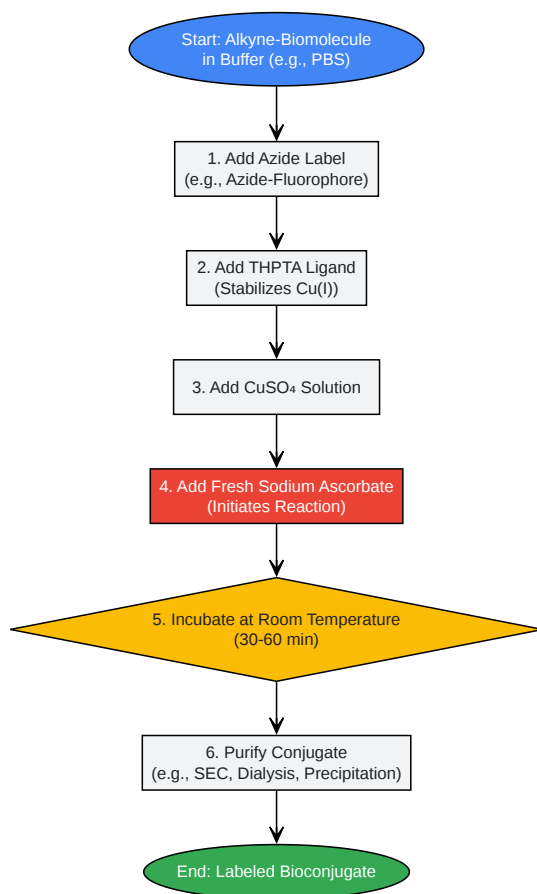 Start: Alkyne-Biomolecule
in Buffer (e.g., PBS)
1. Add Azide Label
(e.g., Azide-Fluorophore)
2. Add THPTA Ligand
(Stabilizes Cu(I))
3. Add CuSO₄ Solution
4. Add Fresh Sodium Ascorbate
(Initiates Reaction)
5. Incubate at Room Temperature
(30-60 min)
6. Purify Conjugate
(e.g., SEC, Dialysis, Precipitation)
End: Labeled Bioconjugate